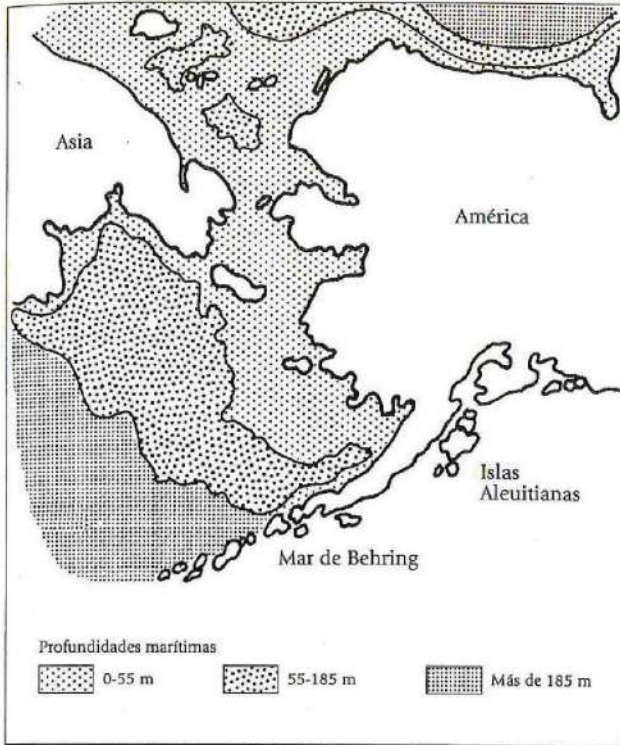 Asia
América
Islas
Aleuitianas
Mar de Behring
Profundidades marítimas
0-55 m
55-185 m
Más de 185 m